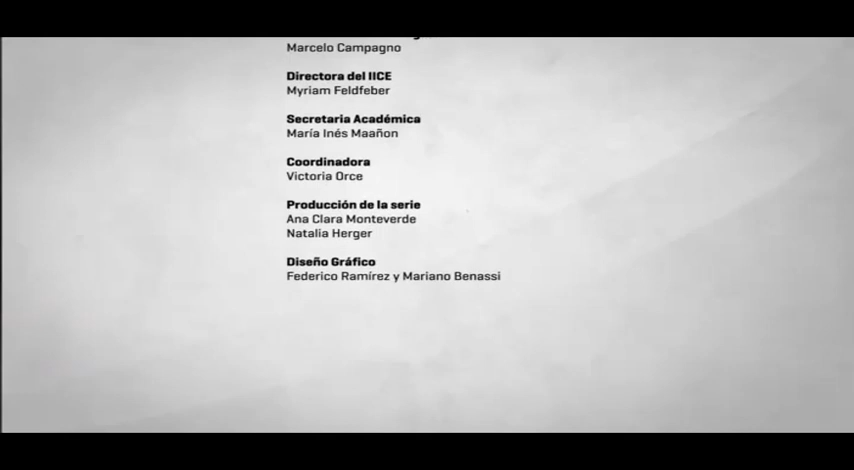 Marcelo Campagno
Directora del IICE
Myriam Feldfeber
Secretaria Académica
María Inés Maañon
Coordinadora
Victoria Orce
Producción de la serie
Ana Clara Monteverde
Natalia Herger
Diseño Gráfico
Federico Ramírez y Mariano Benassi